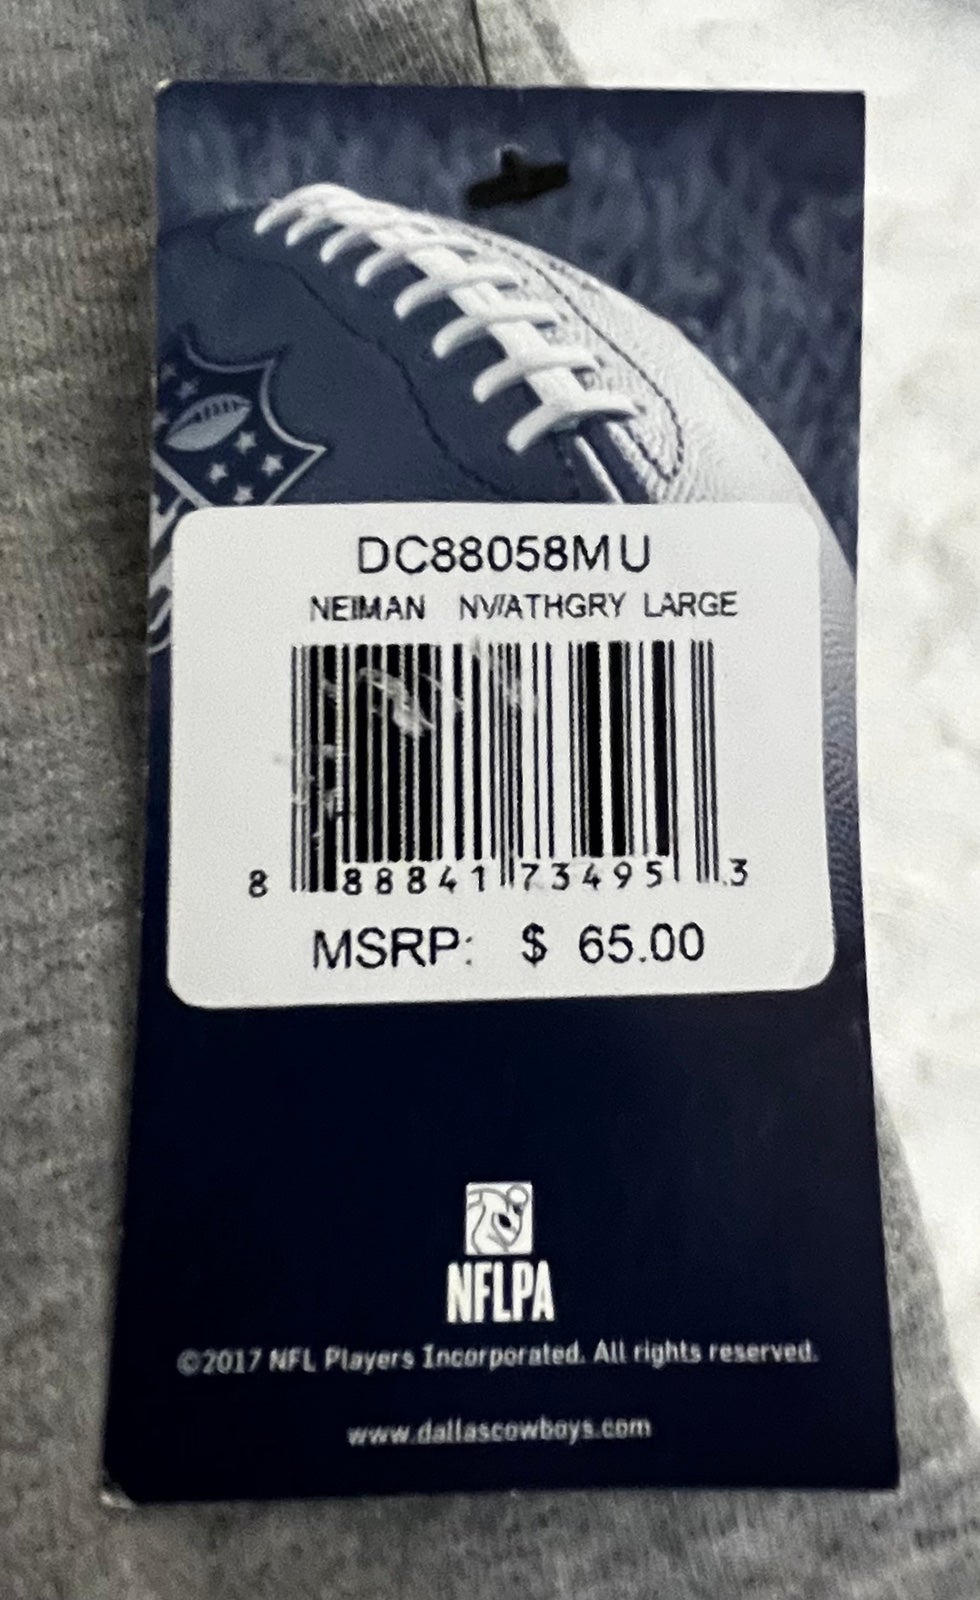 DC88058MU
NEIMAN NV/ATHGRY LARGE
8 88841 73495 3
MSRP: $ 65.00
NFLPA
©2017 NFL Players Incorporated. All rights reserved.
www.dallascowboys.com